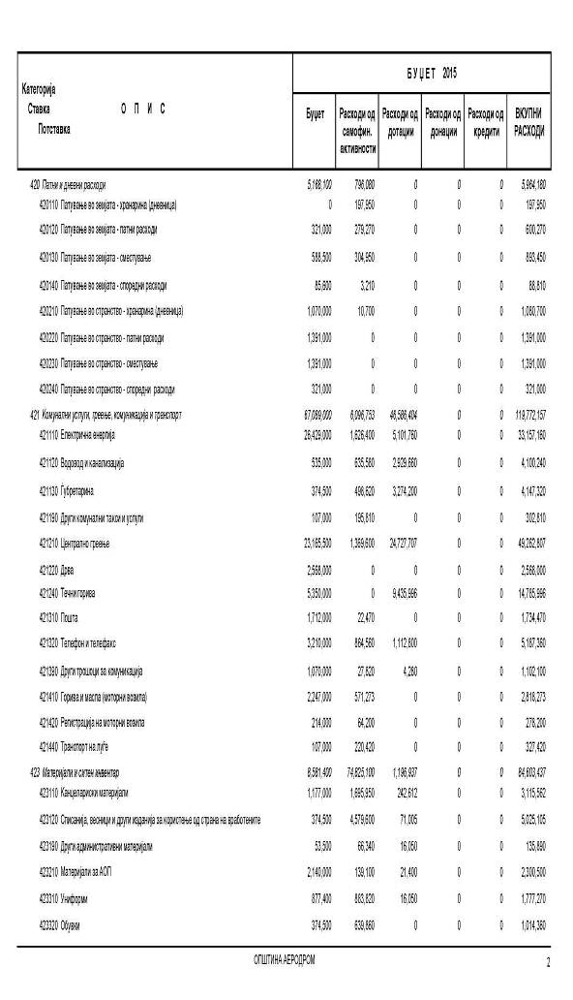 БУЏЕТ 2015
Категорија
Ставка О П И С
Потставка
Буџет Расходи од самофин. активности Расходи од дотации Расходи од донации Расходи од кредити ВКУПНИ РАСХОДИ
420 Патни и дневни расходи 5,168,100 796,080 0 0 0 5,964,180
420110 Патување во земјата - хранарина (дневница) 0 197,950 0 0 0 197,950
420120 Патување во земјата - патни расходи 321,000 279,270 0 0 0 600,270
420130 Патување во земјата - сместување 588,500 304,950 0 0 0 893,450
420140 Патување во земјата - споредни расходи 85,600 3,210 0 0 0 88,810
420210 Патување во странство - хранарина (дневница) 1,070,000 10,700 0 0 0 1,080,700
420220 Патување во странство - патни расходи 1,391,000 0 0 0 0 1,391,000
420230 Патување во странство - сместување 1,391,000 0 0 0 0 1,391,000
420240 Патување во странство - споредни расходи 321,000 0 0 0 0 321,000
421 Комунални услуги, греење, комуникација и транспорт 67,089,000 6,096,753 46,586,404 0 0 119,772,157
421110 Електрична енергија 26,429,000 1,626,400 5,101,760 0 0 33,157,160
421120 Водовод и канализација 535,000 635,580 2,929,660 0 0 4,100,240
421130 Ѓубретарина 374,500 498,620 3,274,200 0 0 4,147,320
421190 Други комунални такси и услуги 107,000 195,810 0 0 0 302,810
421210 Централно греење 23,165,500 1,369,600 24,727,707 0 0 49,262,807
421220 Дрва 2,568,000 0 0 0 0 2,568,000
421240 Течни горива 5,350,000 0 9,435,996 0 0 14,785,996
421310 Пошта 1,712,000 22,470 0 0 0 1,734,470
421320 Телефон и телефакс 3,210,000 864,560 1,112,800 0 0 5,187,360
421390 Други трошоци за комуникација 1,070,000 27,820 4,280 0 0 1,102,100
421410 Горива и масла (моторни возила) 2,247,000 571,273 0 0 0 2,818,273
421420 Регистрација на моторни возила 214,000 64,200 0 0 0 278,200
421440 Транспорт на луѓе 107,000 220,420 0 0 0 327,420
423 Материјали и ситен инвентар 8,581,400 74,825,100 1,196,937 0 0 84,603,437
423110 Канцелариски материјали 1,177,000 1,695,950 242,612 0 0 3,115,562
423120 Списанија, весници и други изданија за користење од страна на вработените 374,500 4,579,600 71,005 0 0 5,025,105
423190 Други административни материјали 53,500 66,340 16,050 0 0 135,890
423210 Материјали за АОП 2,140,000 139,100 21,400 0 0 2,300,500
423310 Униформи 877,400 883,820 16,050 0 0 1,777,270
423320 Обувки 374,500 639,860 0 0 0 1,014,360
ОПШТИНА АЕРОДРОМ 2